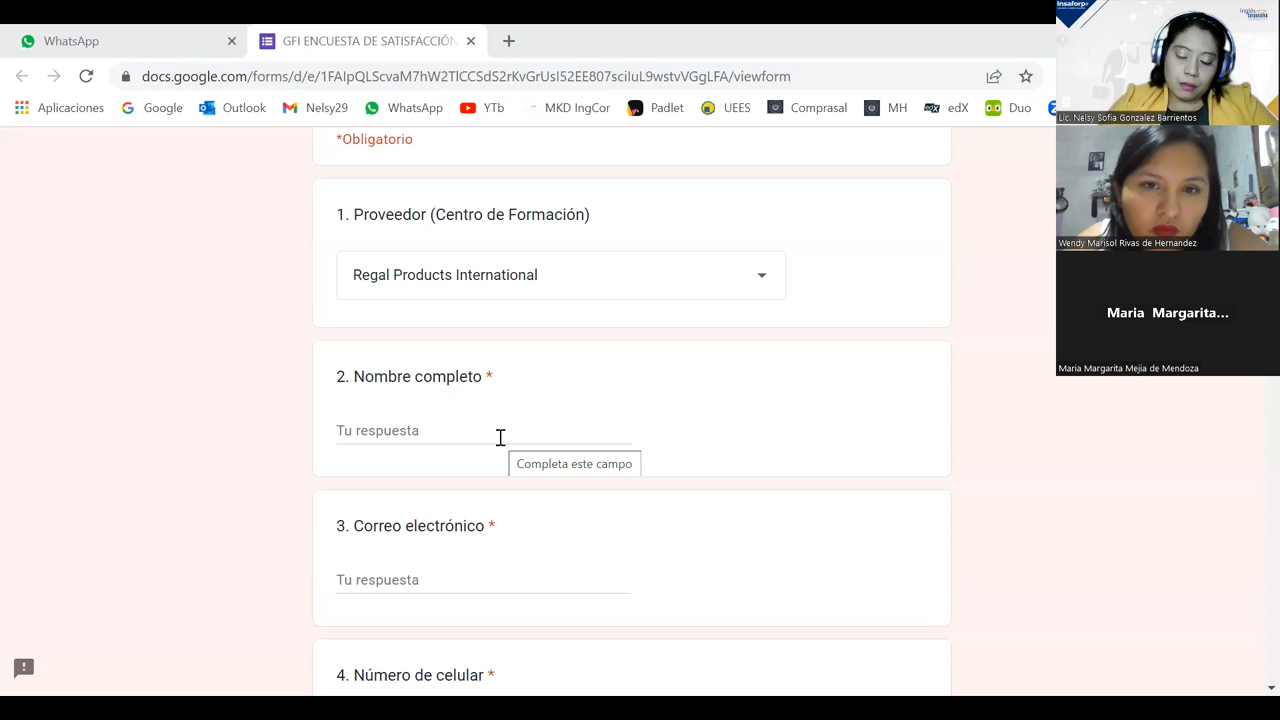 WhatsApp
GFI ENCUESTA DE SATISFACCIÓN
docs.google.com/forms/d/e/1FAIpQLScvaM7hW2TlCCSdS2rKvGrUsI52EE807sciIuL9wstvVGgLFA/viewform
Aplicaciones Google Outlook Nelsy29 WhatsApp YTb MKD IngCor Padlet UEES Comprasal MH edX Duo
*Obligatorio
1. Proveedor (Centro de Formación)
Regal Products International
2. Nombre completo *
Tu respuesta
Completa este campo
3. Correo electrónico *
Tu respuesta
4. Número de celular *
Insaforp
Inglés
corporativo
Lic. Nelsy Sofia Gonzalez Barrientos
Wendy Marisol Rivas de Hernandez
Maria Margarita...
Maria Margarita Mejia de Mendoza